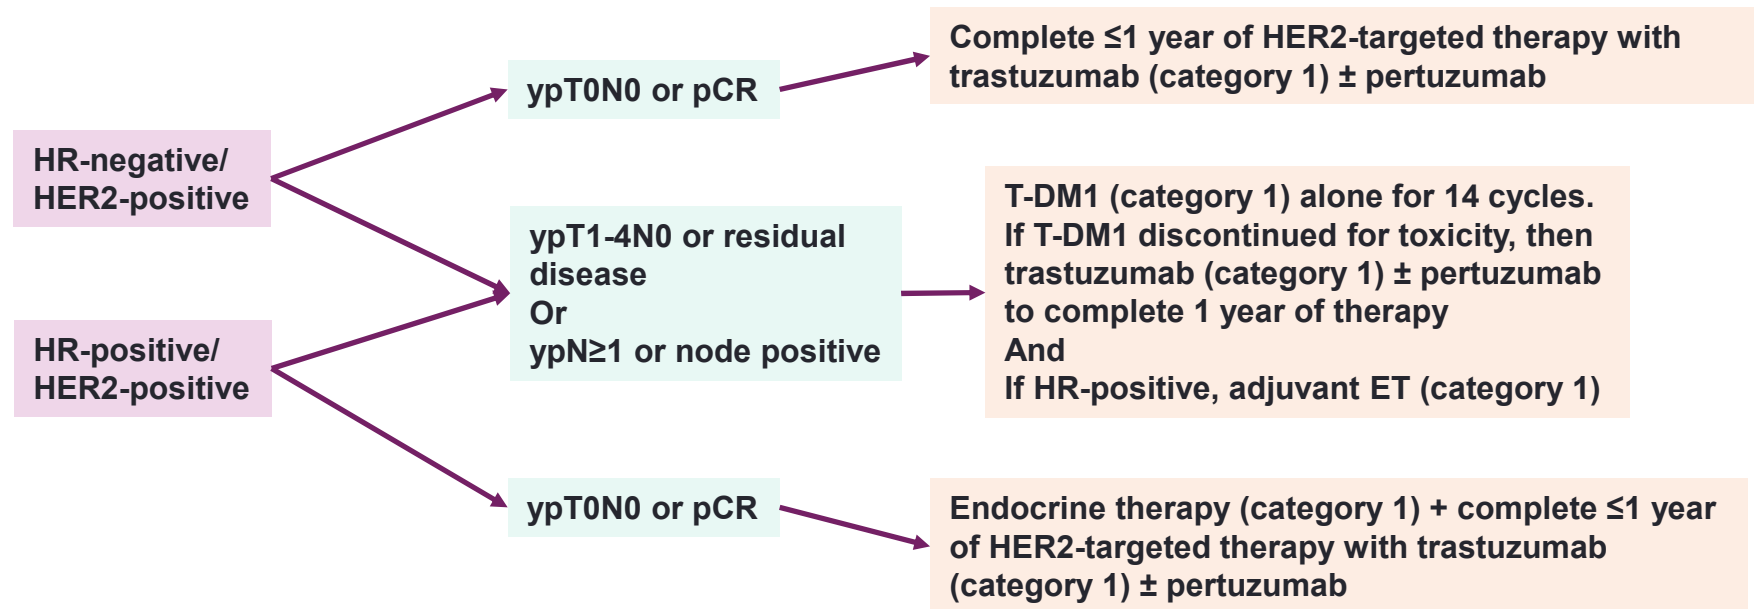 HR-negative/
HER2-positive
HR-positive/
HER2-positive
ypT0N0 or pCR
ypT1-4N0 or residual
disease
Or
ypN≥1 or node positive
ypT0N0 or pCR
Complete ≤1 year of HER2-targeted therapy with
trastuzumab (category 1) ± pertuzumab
T-DM1 (category 1) alone for 14 cycles.
If T-DM1 discontinued for toxicity, then
trastuzumab (category 1) ± pertuzumab
to complete 1 year of therapy
And
If HR-positive, adjuvant ET (category 1)
Endocrine therapy (category 1) + complete ≤1 year
of HER2-targeted therapy with trastuzumab
(category 1) ± pertuzumab